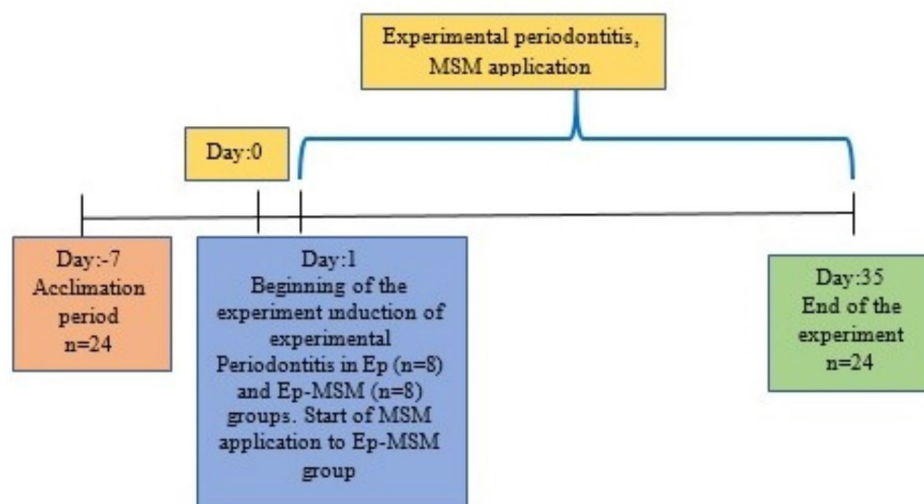 Experimental periodontitis,
MSM application
Day:0
Day:-7
Acclimation
period
n=24
Day:1
Beginning of the
experiment induction of
experimental
Periodontitis in Ep (n=8)
and Ep-MSM (n=8)
groups. Start of MSM
application to Ep-MSM
group
Day:35
End of the
experiment
n=24